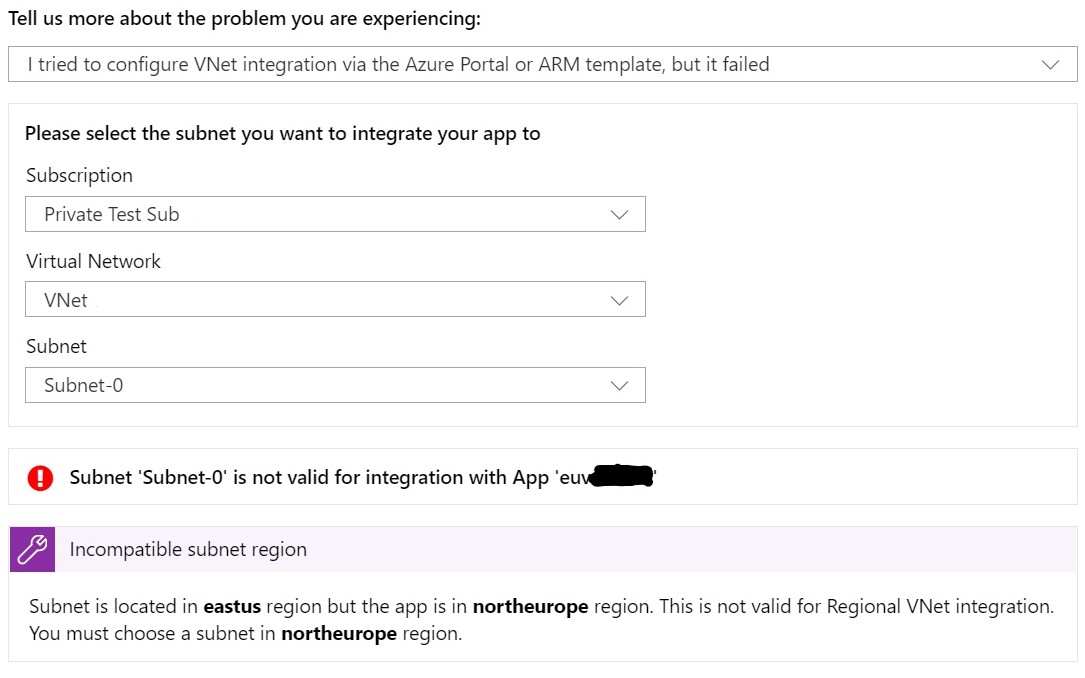 Tell us more about the problem you are experiencing:
I tried to configure VNet integration via the Azure Portal or ARM template, but it failed
Please select the subnet you want to integrate your app to
Subscription
Private Test Sub
Virtual Network
VNet
Subnet
Subnet-0
Subnet 'Subnet-0' is not valid for integration with App 'euv'
Incompatible subnet region
Subnet is located in eastus region but the app is in northeurope region. This is not valid for Regional VNet integration.
You must choose a subnet in northeurope region.